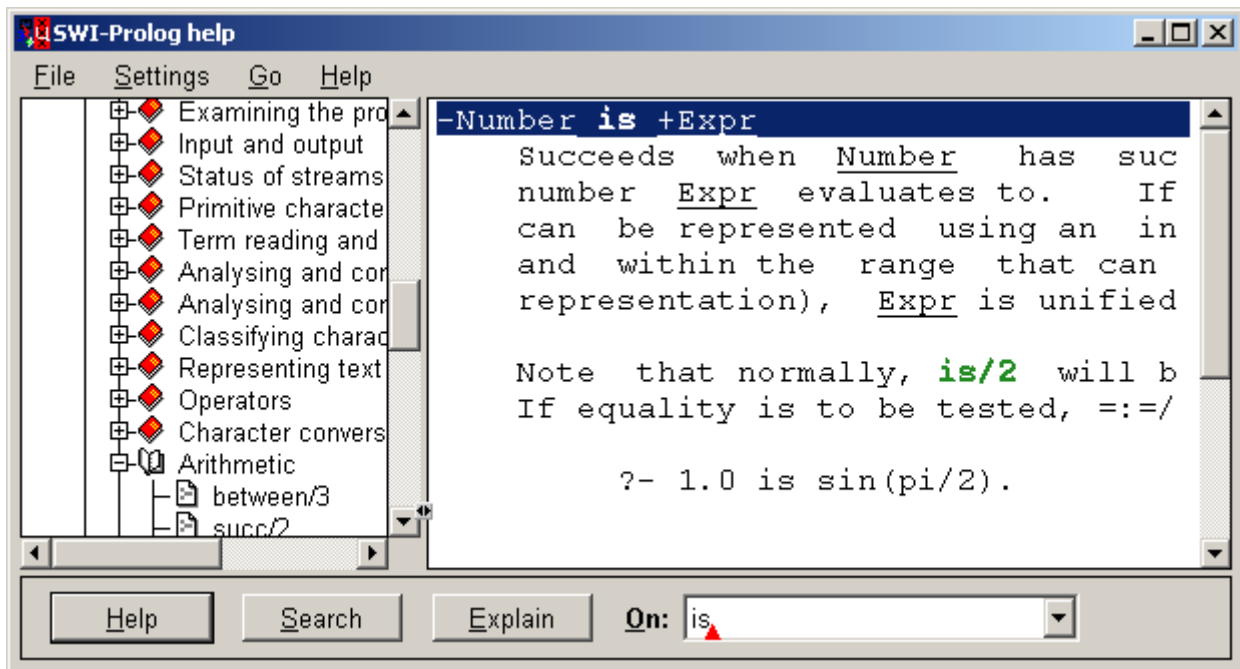 SWI-Prolog help
File Settings Go Help
Examining the pro
Input and output
Status of streams
Primitive characte
Term reading and
Analysing and cor
Analysing and cor
Classifying charac
Representing text
Operators
Character convers
Arithmetic
between/3
succ/2
-Number is +Expr
Succeeds when Number has suc
number Expr evaluates to. If
can be represented using an in
and within the range that can
representation), Expr is unified
Note that normally, is/2 will b
If equality is to be tested, =:=/
?- 1.0 is sin(pi/2).
Help Search Explain On: is